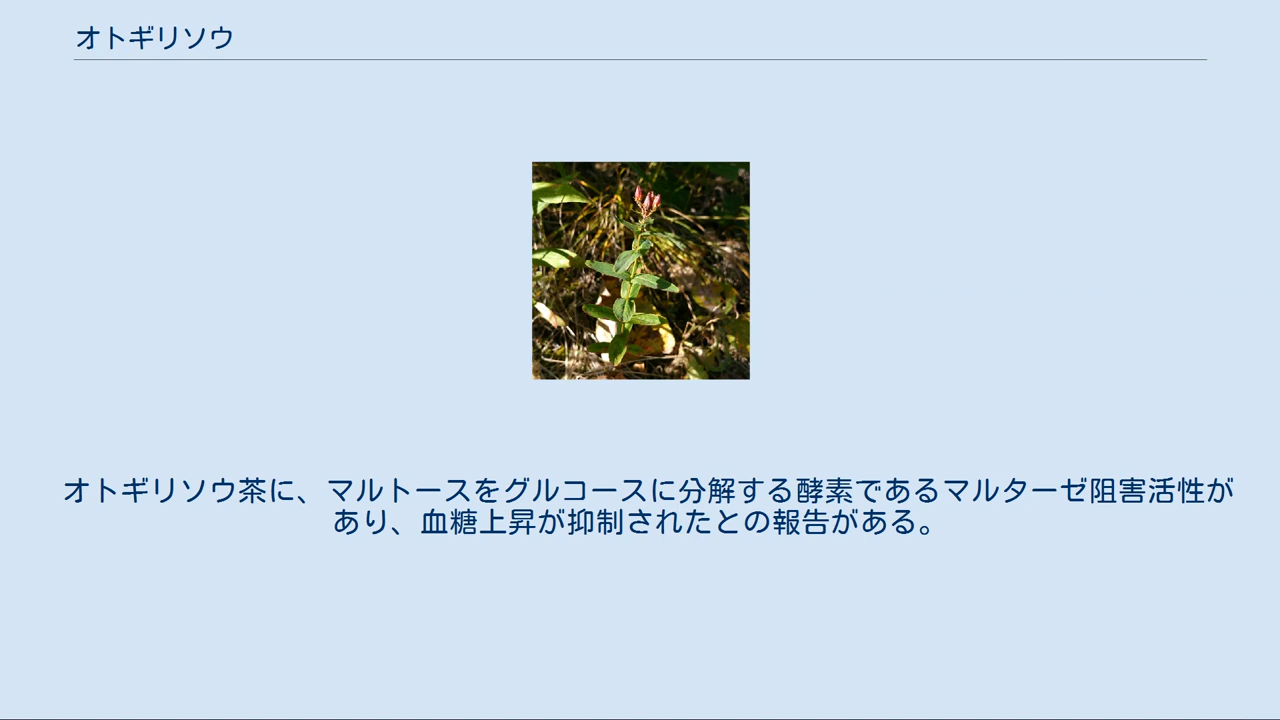 オトギリソウ
オトギリソウ茶に、マルトースをグルコースに分解する酵素であるマルターゼ阻害活性が
あり、血糖上昇が抑制されたとの報告がある。